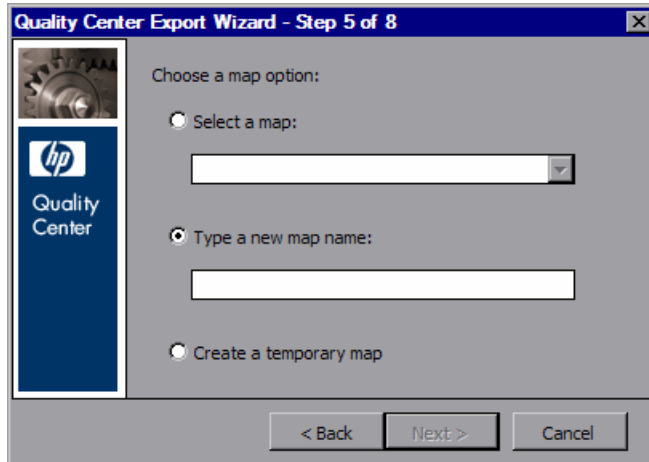 Quality Center Export Wizard - Step 5 of 8
Choose a map option:
Select a map:
hp
Quality
Center
Type a new map name:
Create a temporary map
< Back
Next >
Cancel